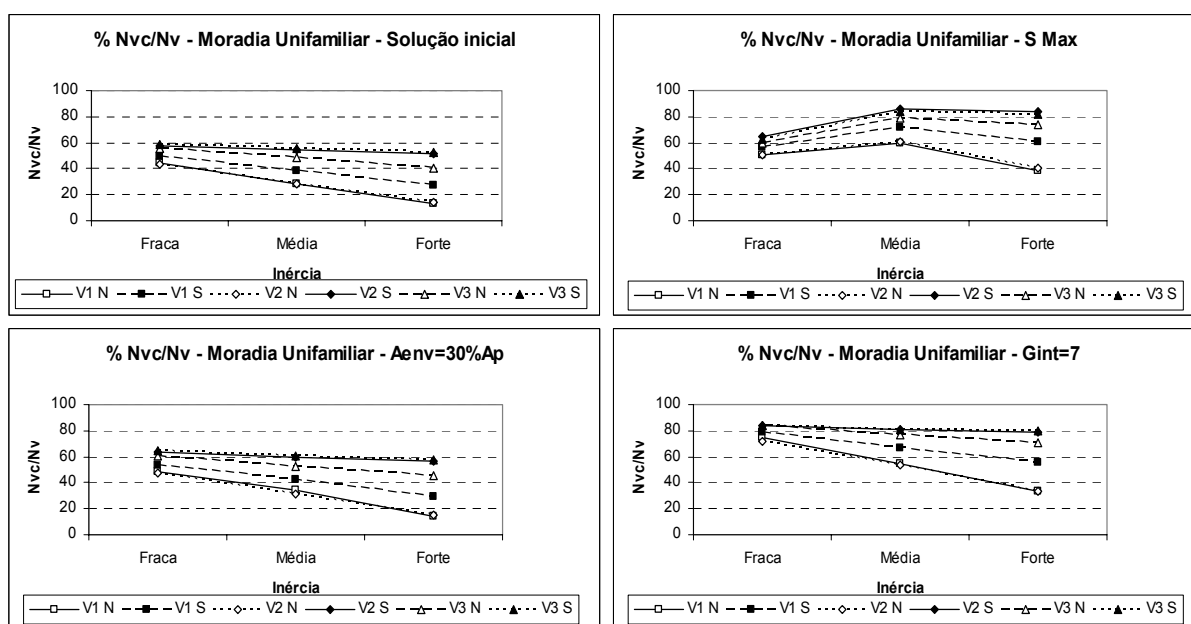 % Nvc/Nv - Moradia Unifamiliar - Solução inicial
Nvc/Nv
100
80
60
40
20
0
Fraca Média Forte
Inércia
V1 N V1 S V2 N V2 S V3 N V3 S
% Nvc/Nv - Moradia Unifamiliar - S Max
Nvc/Nv
100
80
60
40
20
0
Fraca Média Forte
Inércia
V1 N V1 S V2 N V2 S V3 N V3 S
% Nvc/Nv - Moradia Unifamiliar - Aenv=30%Ap
Nvc/Nv
100
80
60
40
20
0
Fraca Média Forte
Inércia
V1 N V1 S V2 N V2 S V3 N V3 S
% Nvc/Nv - Moradia Unifamiliar - Gint=7
Nvc/Nv
100
80
60
40
20
0
Fraca Média Forte
Inércia
V1 N V1 S V2 N V2 S V3 N V3 S